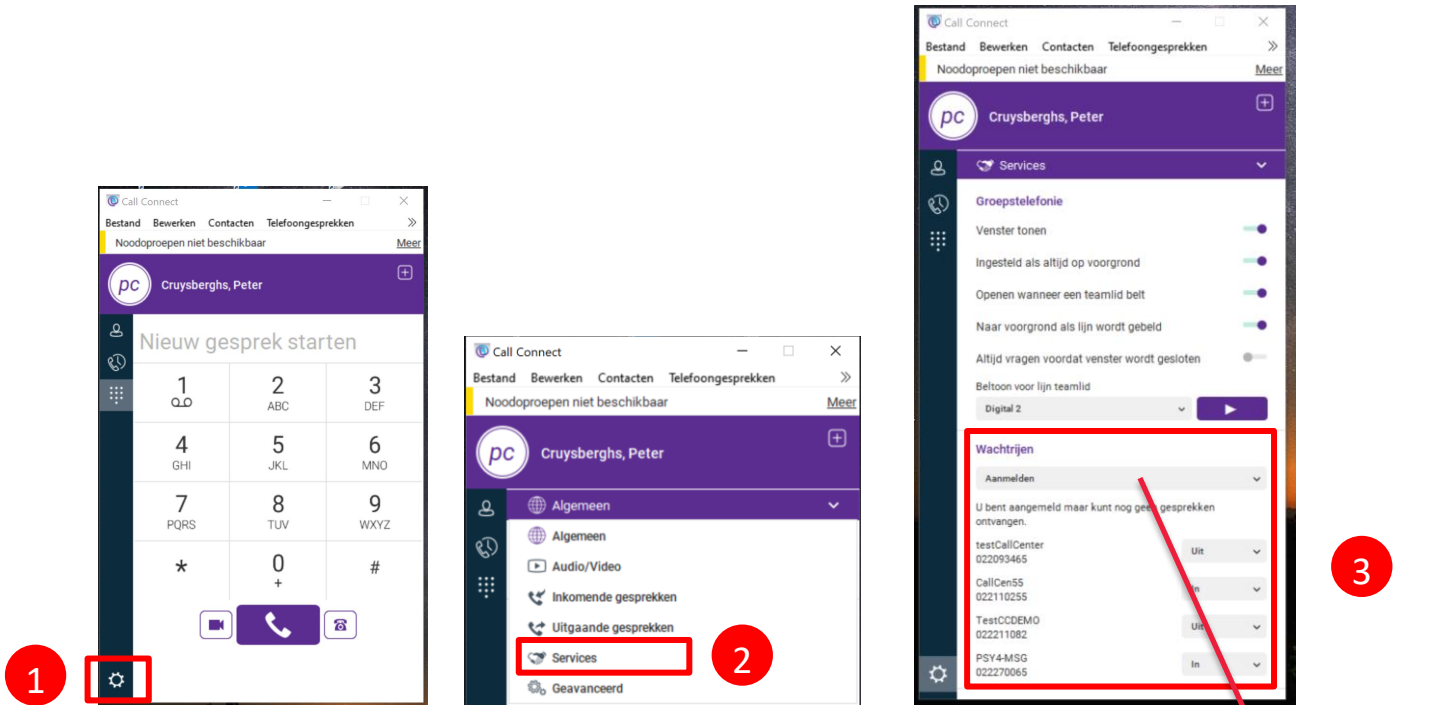 Call Connect
Bestand Bewerken Contacten Telefoongesprekken »
Noodoproepen niet beschikbaar Meer
pc Cruysberghs, Peter
Nieuw gesprek starten
1 2 3
ABC DEF
4 5 6
GHI JKL MNO
7 8 9
PQRS TUV WXYZ
* 0 #
+
1
Call Connect
Bestand Bewerken Contacten Telefoongesprekken »
Noodoproepen niet beschikbaar Meer
pc Cruysberghs, Peter
Algemeen
Algemeen
Audio/Video
Inkomende gesprekken
Uitgaande gesprekken
Services
Geavanceerd
2
Call Connect
Bestand Bewerken Contacten Telefoongesprekken »
Noodoproepen niet beschikbaar Meer
pc Cruysberghs, Peter
Services
Groepstelefonie
Venster tonen
Ingesteld als altijd op voorgrond
Openen wanneer een teamlid belt
Naar voorgrond als lijn wordt gebeld
Altijd vragen voordat venster wordt gesloten
Beltoon voor lijn teamlid
Digital 2
Wachtrijen
Aanmelden
U bent aangemeld maar kunt nog geen gesprekken
ontvangen.
testCallCenter
022093465 Uit
CallCen55
022110255 In
TestCCDEMO
022211082 Uit
PSY4-MSG
022270065 In
3